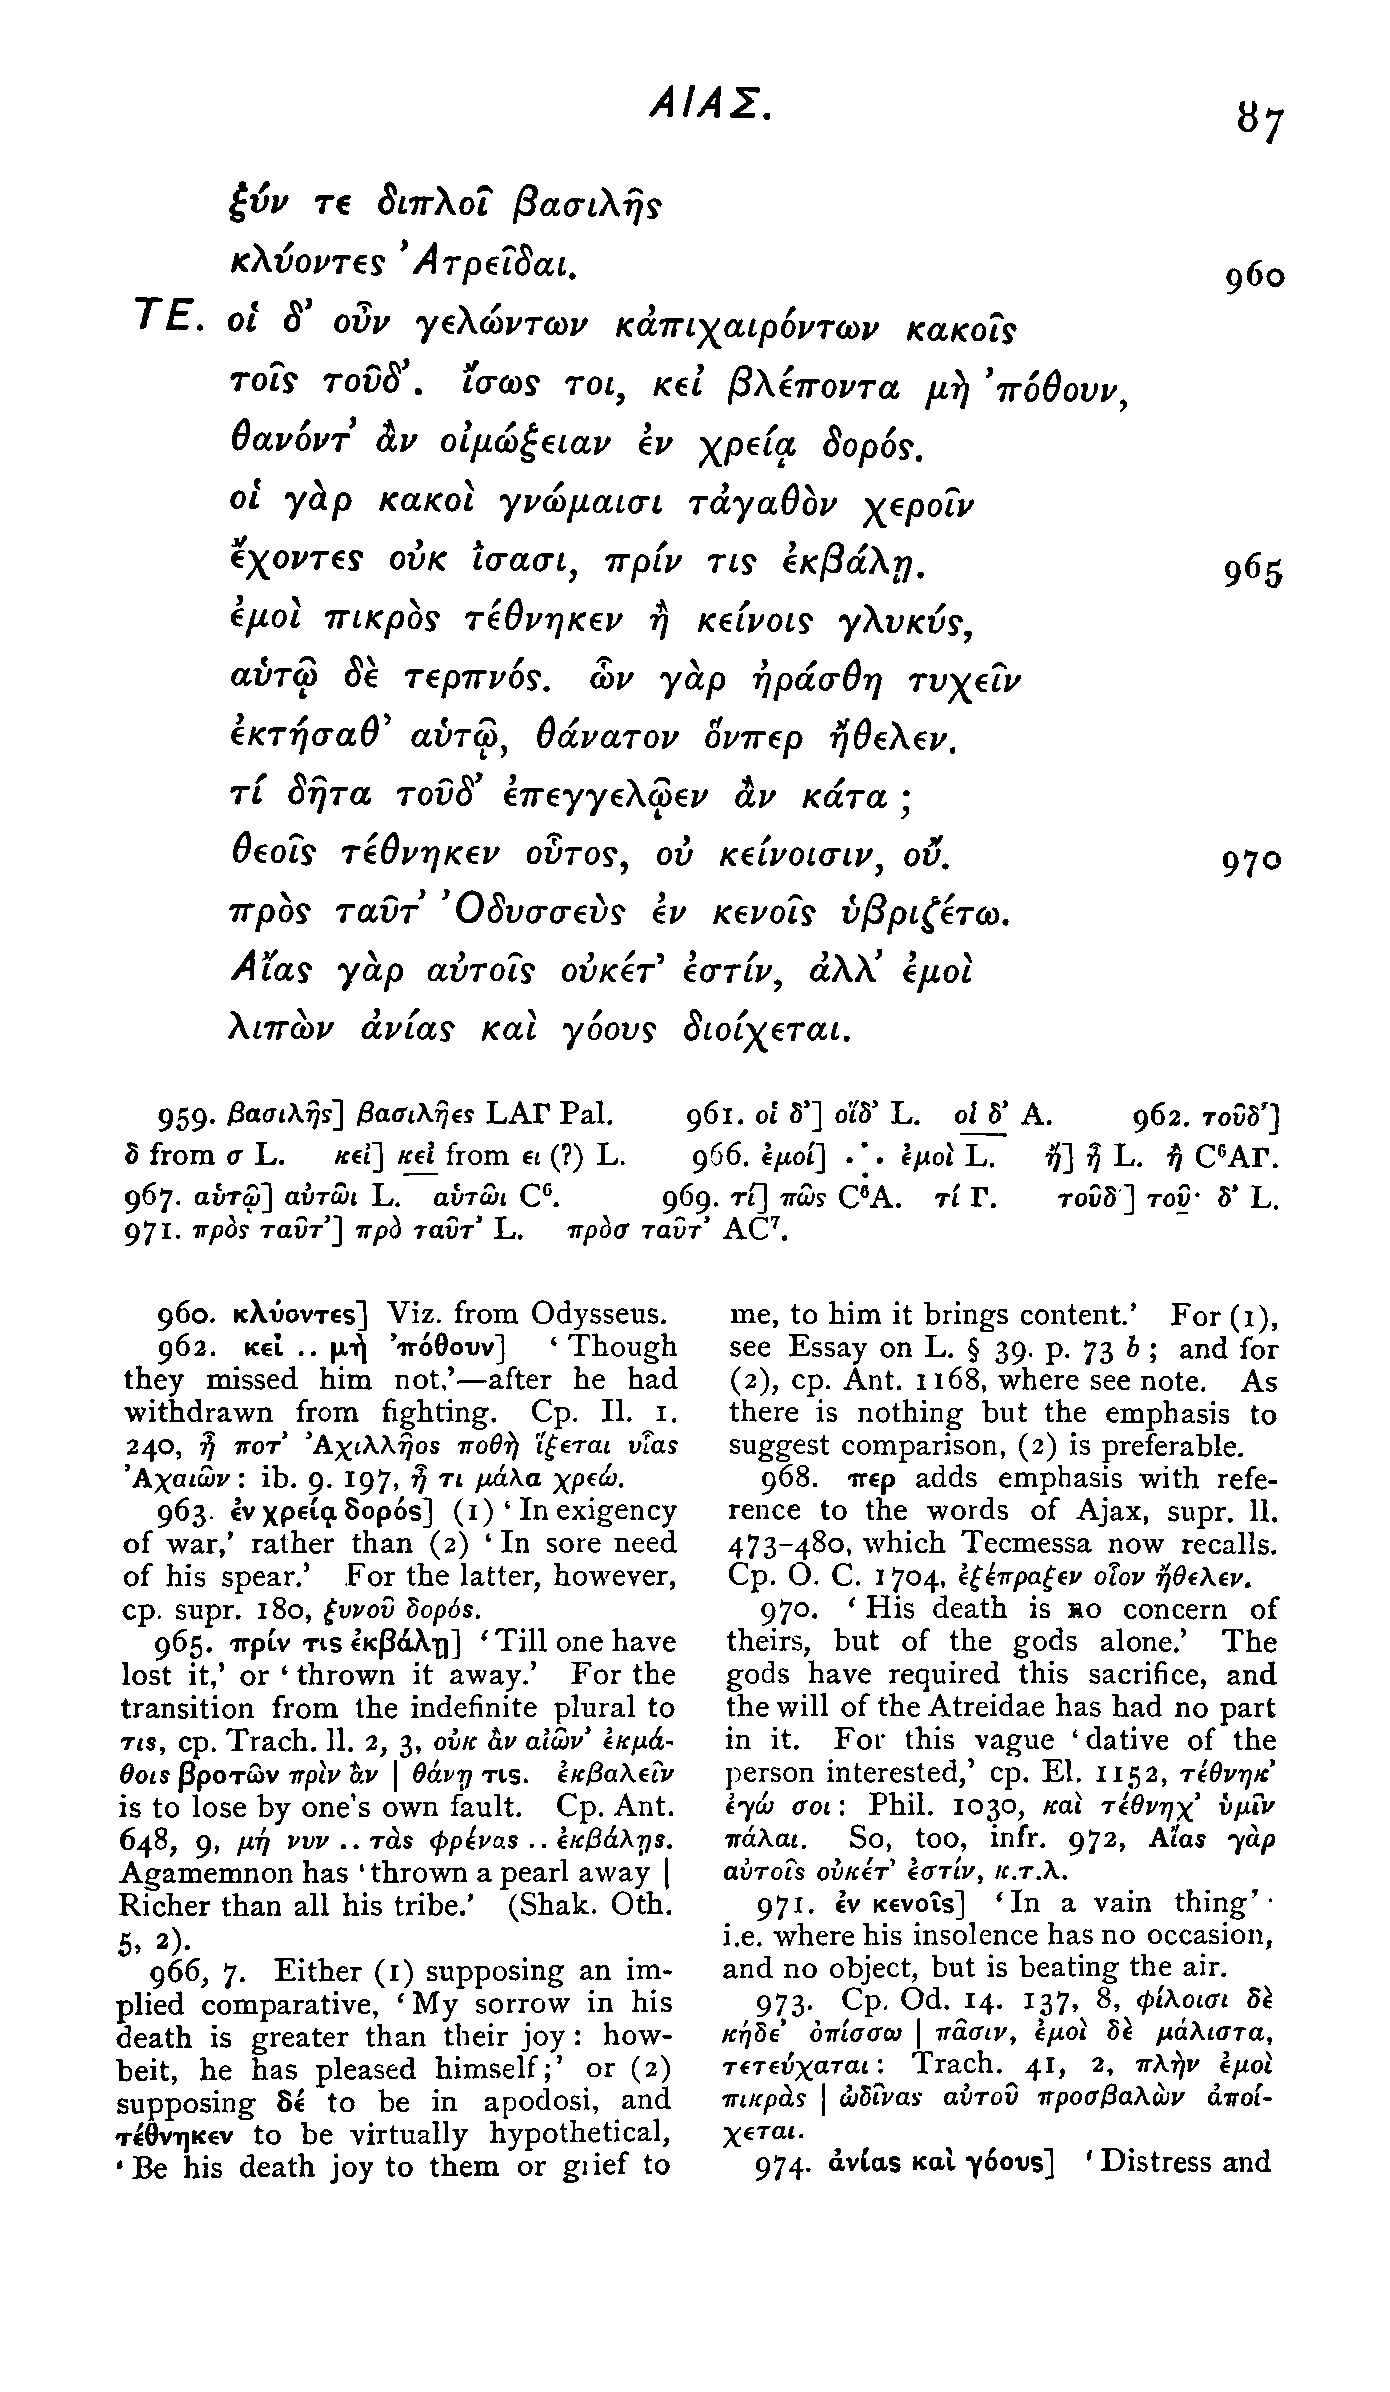 ΑΙΑΣ.
87
ξύν τε διπλοῖ βασιλῆς
κλύοντες Ἀτρεῖδαι. 960
ΤΕ. οἱ δ’ οὖν γελώντων κἀπιχαιρόντων κακοῖς
τοῖς τοῦδ’. ἴσως τοι, κεἰ βλέποντα μὴ ’πόθουν,
θανόντ’ ἂν οἰμώξειαν ἐν χρείᾳ δορός.
οἱ γὰρ κακοὶ γνώμαισι τἀγαθὸν χεροῖν
ἔχοντες οὐκ ἴσασι, πρίν τις ἐκβάλῃ. 965
ἐμοὶ πικρὸς τέθνηκεν ἢ κείνοις γλυκύς,
αὑτῷ δὲ τερπνός. ὧν γὰρ ἠράσθη τυχεῖν
ἐκτήσαθ’ αὑτῷ, θάνατον ὅνπερ ἤθελεν.
τί δῆτα τοῦδ’ ἐπεγγελῷεν ἂν κάτα ;
θεοῖς τέθνηκεν οὗτος, οὐ κείνοισιν, οὔ. 970
πρὸς ταῦτ’ Ὀδυσσεὺς ἐν κενοῖς ὑβριζέτω.
Αἴας γὰρ αὐτοῖς οὐκέτ’ ἐστίν, ἀλλ’ ἐμοὶ
λιπὼν ἀνίας καὶ γόους διοίχεται.
959. βασιλῆς] βασιλῆες LAΓ Pal. 961. οἱ δ’] οἵδ’ L. οἱ δ’ A. 962. τοῦδ’]
δ from σ L. κεἰ] κεἰ from ει (?) L. 966. ἐμοί] .·. ἐμοὶ L. ἤ] ἦ L. ἢ C⁶AΓ.
967. αὑτῷ] αὐτῶι L. αὑτῶι C⁶. 969. τί] πῶς C⁶A. τί Γ. τοῦδ’] τοῦ· δ’ L.
971. πρὸς ταῦτ’] πρὸ ταῦτ’ L. πρὸσ ταῦτ’ AC⁷.
960. κλύοντες] Viz. from Odysseus.
962. κεἰ .. μὴ ’πόθουν] ‘ Though
they missed him not,’—after he had
withdrawn from fighting. Cp. Il. 1.
240, ἦ ποτ’ Ἀχιλλῆος ποθὴ ἵξεται υἷας
Ἀχαιῶν : ib. 9. 197, ἦ τι μάλα χρεώ.
963. ἐν χρείᾳ δορός] (1) ‘ In exigency
of war,’ rather than (2) ‘ In sore need
of his spear.’ For the latter, however,
cp. supr. 180, ξυνοῦ δορός.
965. πρίν τις ἐκβάλῃ] ‘ Till one have
lost it,’ or ‘ thrown it away.’ For the
transition from the indefinite plural to
τις, cp. Trach. ll. 2, 3, οὐκ ἂν αἰῶν’ ἐκμά-
θοις βροτῶν πρὶν ἂν | θάνῃ τις. ἐκβαλεῖν
is to lose by one's own fault. Cp. Ant.
648, 9, μή νυν .. τὰς φρένας .. ἐκβάλῃς.
Agamemnon has ‘ thrown a pearl away |
Richer than all his tribe.’ (Shak. Oth.
5, 2).
966, 7. Either (1) supposing an im-
plied comparative, ‘ My sorrow in his
death is greater than their joy : how-
beit, he has pleased himself ;’ or (2)
supposing δέ to be in apodosi, and
τέθνηκεν to be virtually hypothetical,
‘ Be his death joy to them or grief to
me, to him it brings content.’ For (1),
see Essay on L. § 39. p. 73 b ; and for
(2), cp. Ant. 1168, where see note. As
there is nothing but the emphasis to
suggest comparison, (2) is preferable.
968. περ adds emphasis with refe-
rence to the words of Ajax, supr. ll.
473–480, which Tecmessa now recalls.
Cp. O. C. 1704, ἐξέπραξεν οἷον ἤθελεν.
970. ‘ His death is no concern of
theirs, but of the gods alone.’ The
gods have required this sacrifice, and
the will of the Atreidae has had no part
in it. For this vague ‘ dative of the
person interested,’ cp. El. 1152, τέθνηκ’
ἐγώ σοι : Phil. 1030, καὶ τέθνηχ’ ὑμῖν
πάλαι. So, too, infr. 972, Αἴας γὰρ
αὐτοῖς οὐκέτ’ ἐστίν, κ.τ.λ.
971. ἐν κενοῖς] ‘ In a vain thing’ ·
i.e. where his insolence has no occasion,
and no object, but is beating the air.
973. Cp. Od. 14. 137, 8, φίλοισι δὲ
κήδε’ ὀπίσσω | πᾶσιν, ἐμοὶ δὲ μάλιστα,
τετεύχαται : Trach. 41, 2, πλὴν ἐμοὶ
πικρὰς | ὠδῖνας αὐτοῦ προσβαλὼν ἀποί-
χεται.
974. ἀνίας καὶ γόους] ‘ Distress and